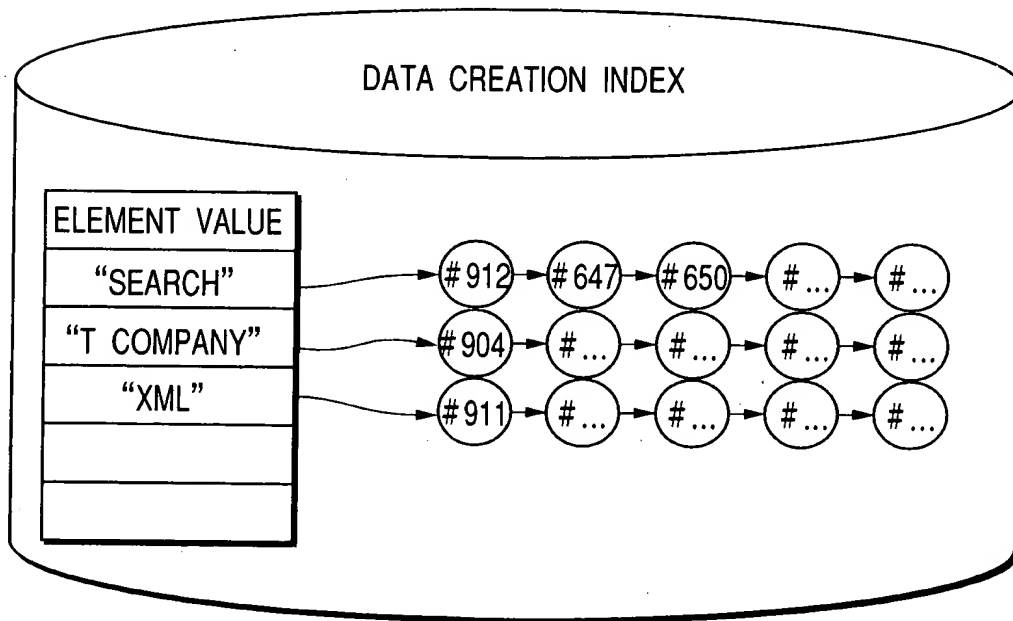 DATA CREATION INDEX
ELEMENT VALUE
“SEARCH” #912 #647 #650 #... #...
“T COMPANY” #904 #... #... #... #...
“XML” #911 #... #... #... #...